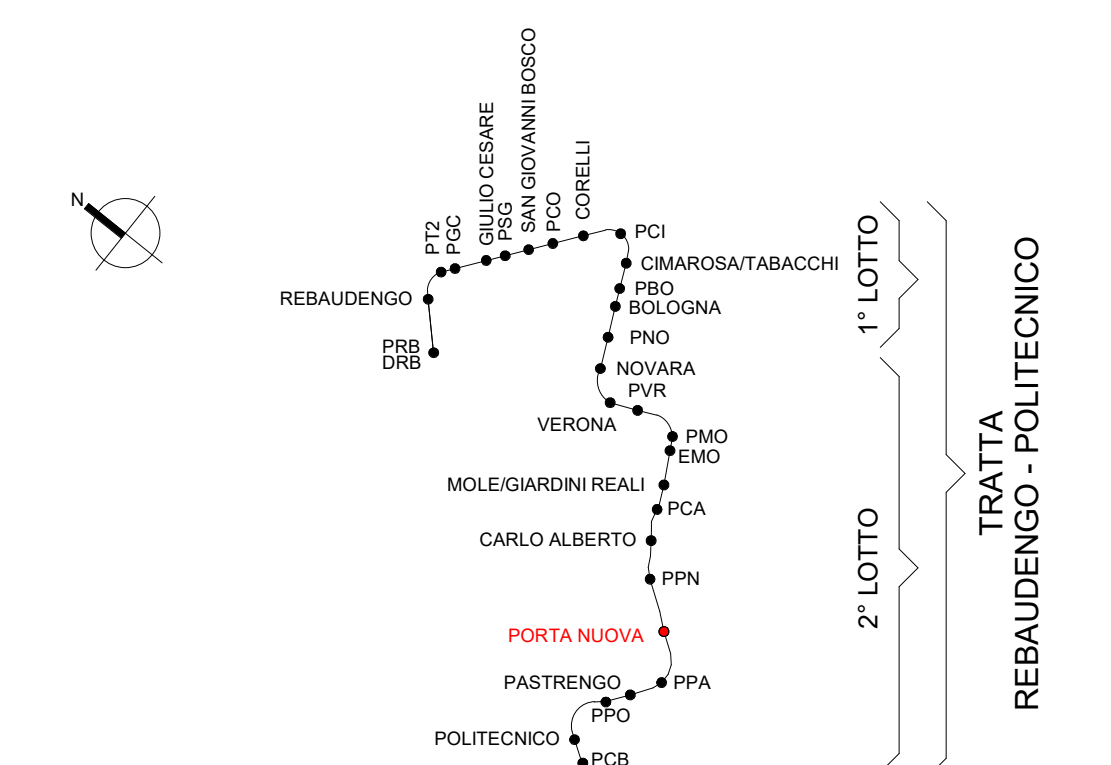 N
PT2
PGC
GIULIO CESARE
PSG
SAN GIOVANNI BOSCO
PCO
CORELLI
PCI
CIMAROSA/TABACCHI
REBAUDENGO
PBO
BOLOGNA
PNO
PRB
DRB
NOVARA
PVR
VERONA
PMO
EMO
MOLE/GIARDINI REALI
PCA
CARLO ALBERTO
PPN
PORTA NUOVA
PASTRENGO
PPA
PPO
POLITECNICO
PCB
1° LOTTO
2° LOTTO
TRATTA
REBAUDENGO - POLITECNICO